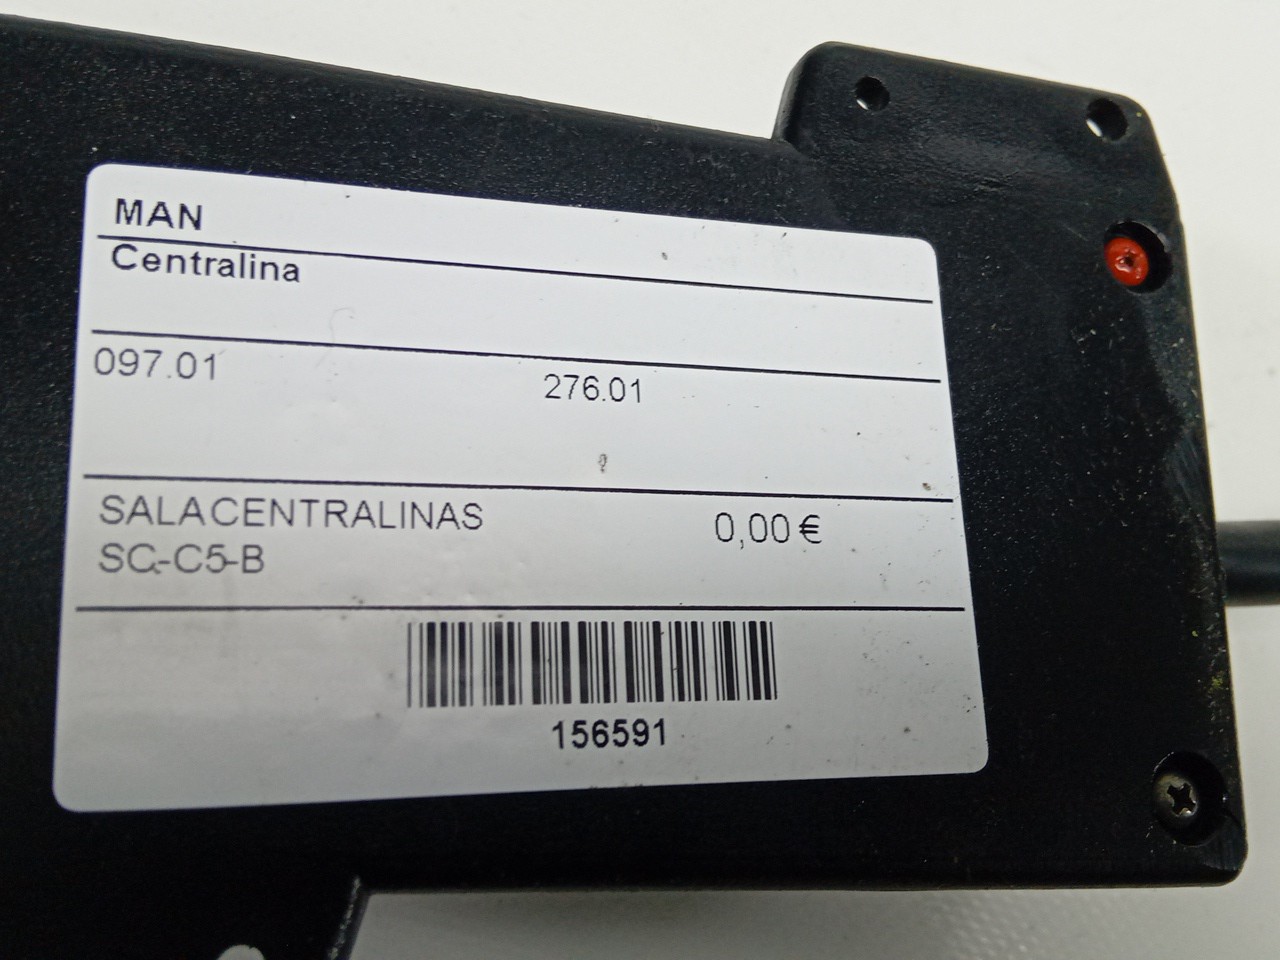 MAN
Centralina
097.01 276.01
SALACENTRALINAS 0,00€
SC-C5-B
156591